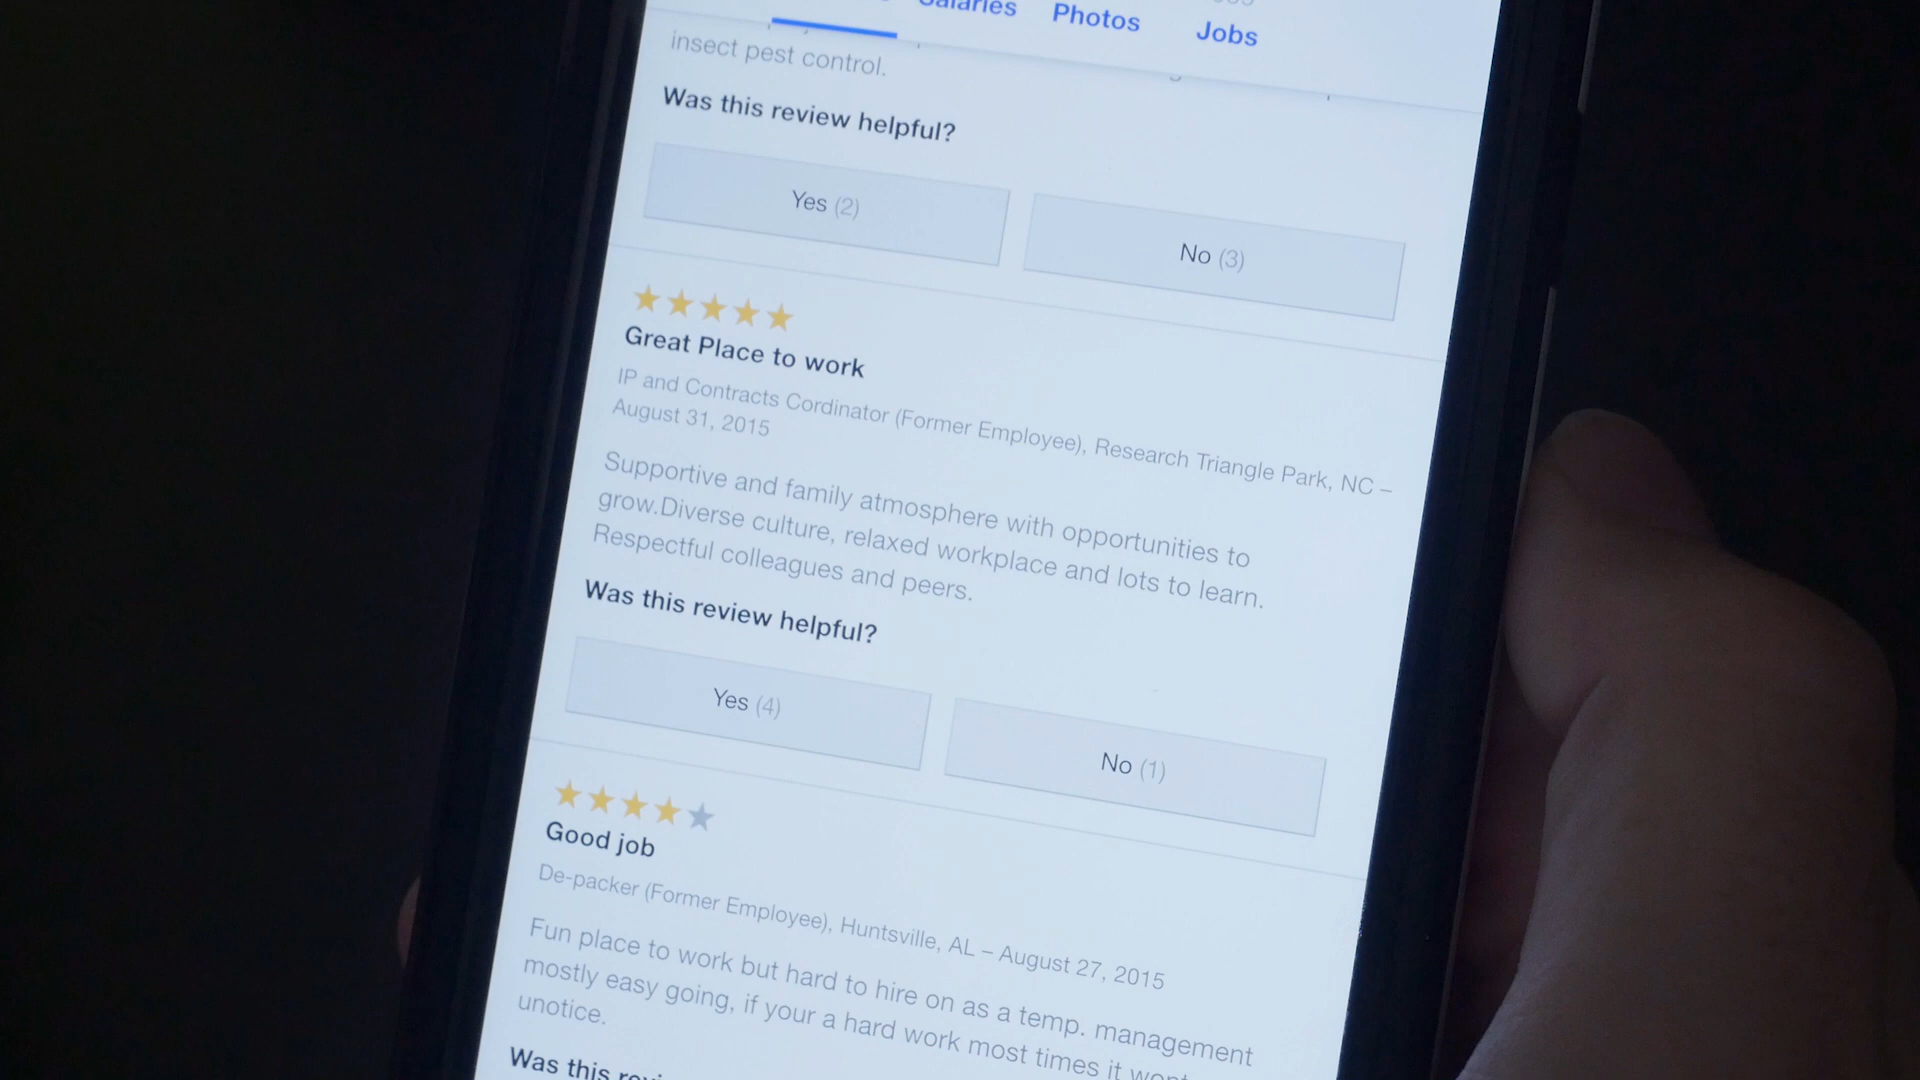 Salaries Photos Jobs
insect pest control.
Was this review helpful?
Yes (2) No (3)
Great Place to work
IP and Contracts Cordinator (Former Employee), Research Triangle Park, NC –
August 31, 2015
Supportive and family atmosphere with opportunities to
grow.Diverse culture, relaxed workplace and lots to learn.
Respectful colleagues and peers.
Was this review helpful?
Yes (4) No (1)
Good job
De-packer (Former Employee), Huntsville, AL – August 27, 2015
Fun place to work but hard to hire on as a temp. management
mostly easy going, if your a hard work most times it wont
unotice.
Was this